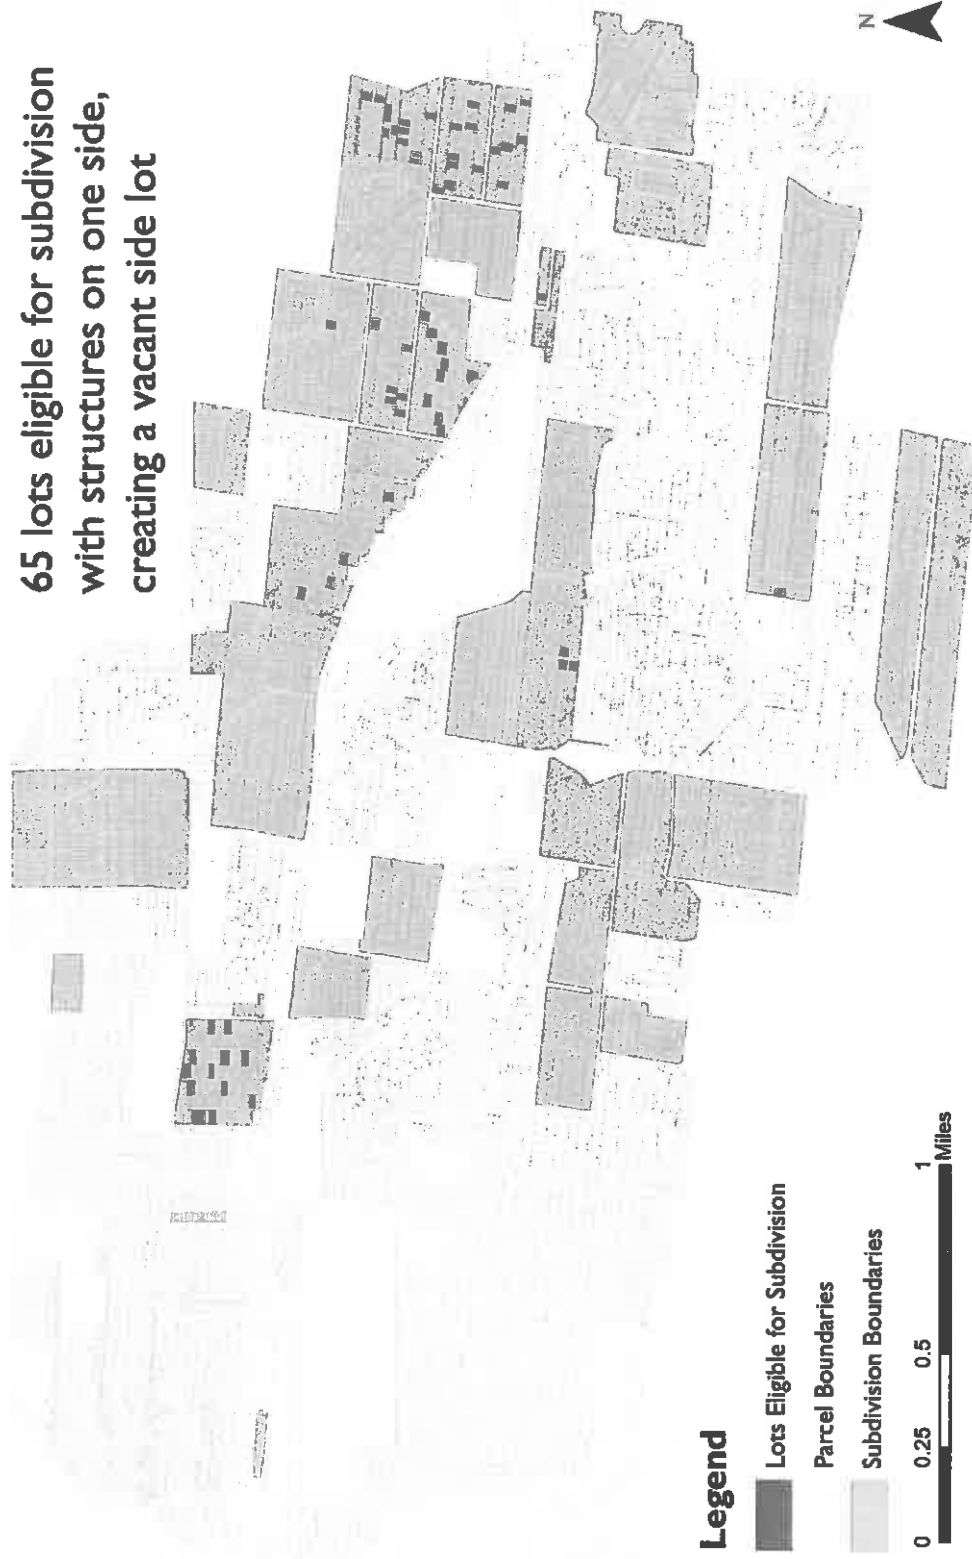 65 lots eligible for subdivision
with structures on one side,
creating a vacant side lot
N
Legend
Lots Eligible for Subdivision
Parcel Boundaries
Subdivision Boundaries
0 0.25 0.5 1
Miles